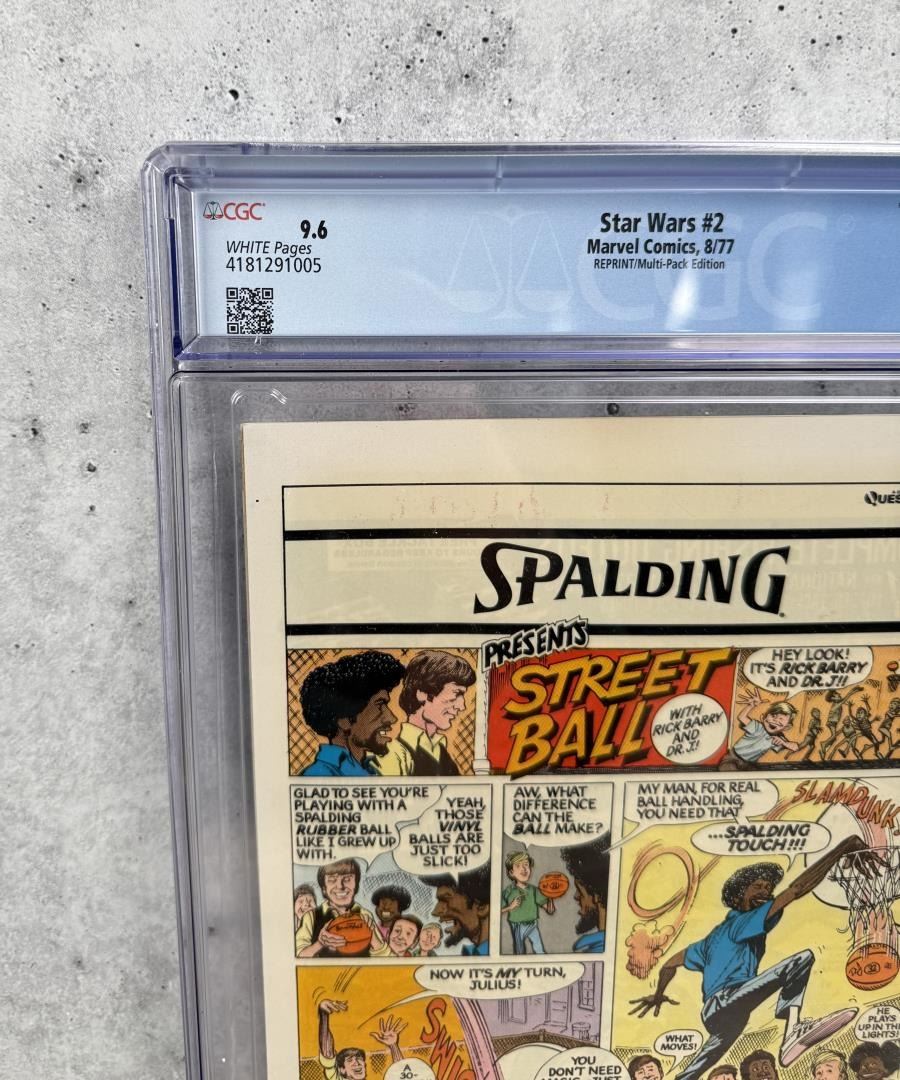 CGC
9.6
WHITE Pages
4181291005
Star Wars #2
Marvel Comics, 8/77
REPRINT/Multi-Pack Edition
CGC
SPALDING
PRESENTS
STREET
BALL
WITH
RICK BARRY
AND
DR. J!
HEY LOOK!
IT'S RICK BARRY
AND DR. J!!
GLAD TO SEE YOU'RE
PLAYING WITH A
SPALDING
RUBBER BALL
LIKE I GREW UP
WITH.
YEAH,
THOSE
VINYL
BALLS ARE
JUST TOO
SLICK!
AW, WHAT
DIFFERENCE
CAN THE
BALL MAKE?
MY MAN, FOR REAL
BALL HANDLING,
YOU NEED THAT
...SPALDING
TOUCH!!!
SLAMDUNK!
NOW IT'S MY TURN,
JULIUS!
A
30-
YOU
DON'T NEED
WHAT
MOVES!
HE
PLAYS
UP IN THE
LIGHTS!